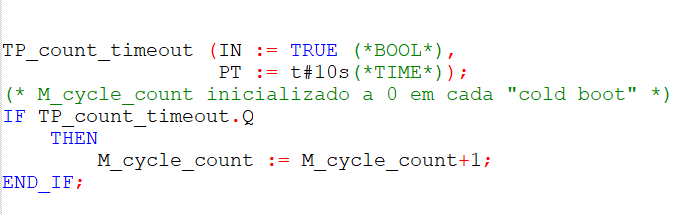 TP_count_timeout (IN := TRUE (*BOOL*),
PT := t#10s(*TIME*));
(* M_cycle_count inicializado a 0 em cada "cold boot" *)
IF TP_count_timeout.Q
THEN
M_cycle_count := M_cycle_count+1;
END_IF;